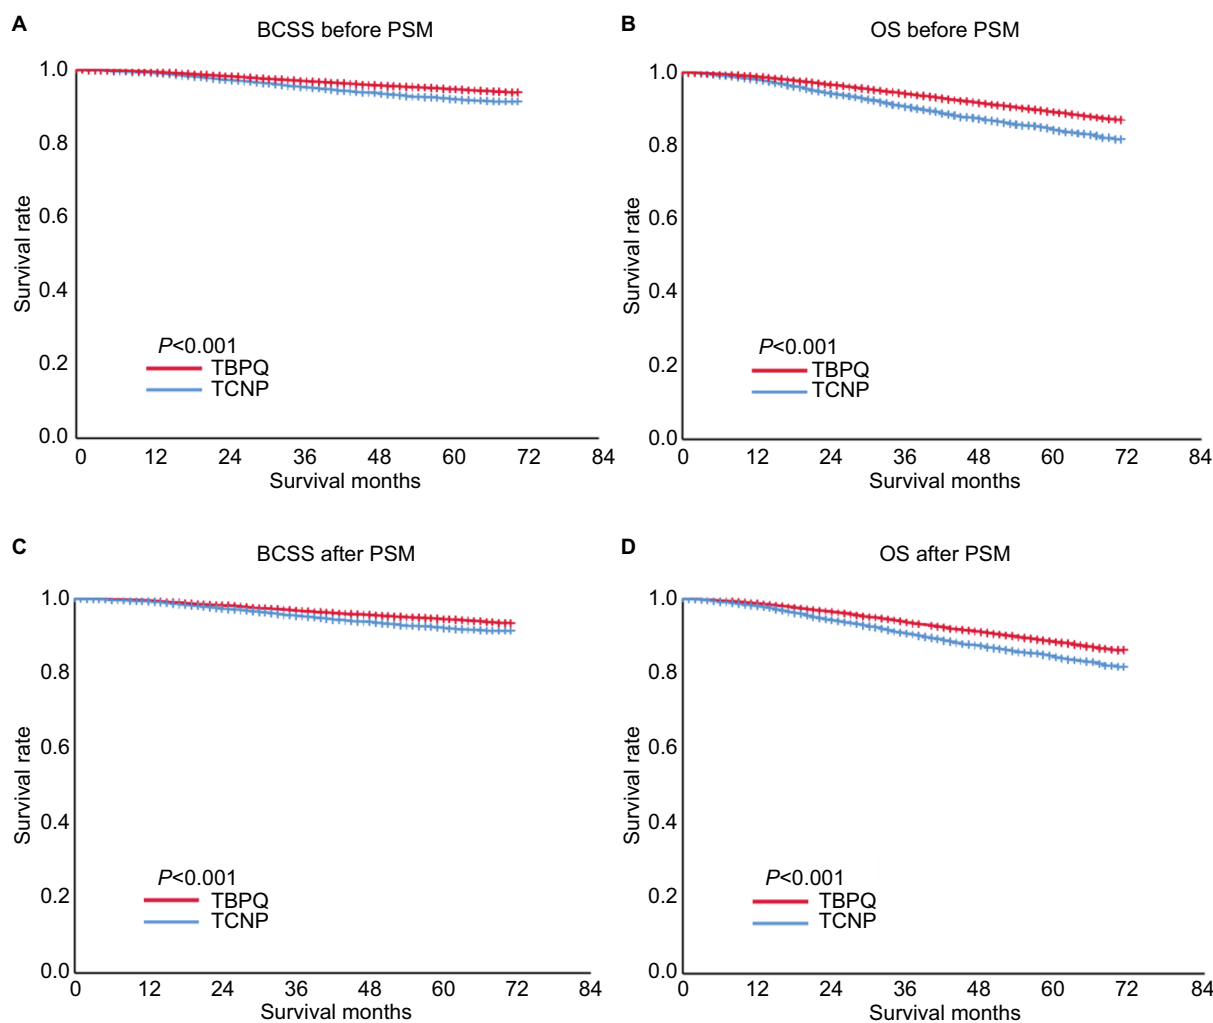 A
BCSS before PSM
Survival rate
1.0
0.8
0.6
0.4
0.2
0.0
P<0.001
TBPQ
TCNP
0 12 24 36 48 60 72 84
Survival months
B
OS before PSM
Survival rate
1.0
0.8
0.6
0.4
0.2
0.0
P<0.001
TBPQ
TCNP
0 12 24 36 48 60 72 84
Survival months
C
BCSS after PSM
Survival rate
1.0
0.8
0.6
0.4
0.2
0.0
P<0.001
TBPQ
TCNP
0 12 24 36 48 60 72 84
Survival months
D
OS after PSM
Survival rate
1.0
0.8
0.6
0.4
0.2
0.0
P<0.001
TBPQ
TCNP
0 12 24 36 48 60 72 84
Survival months